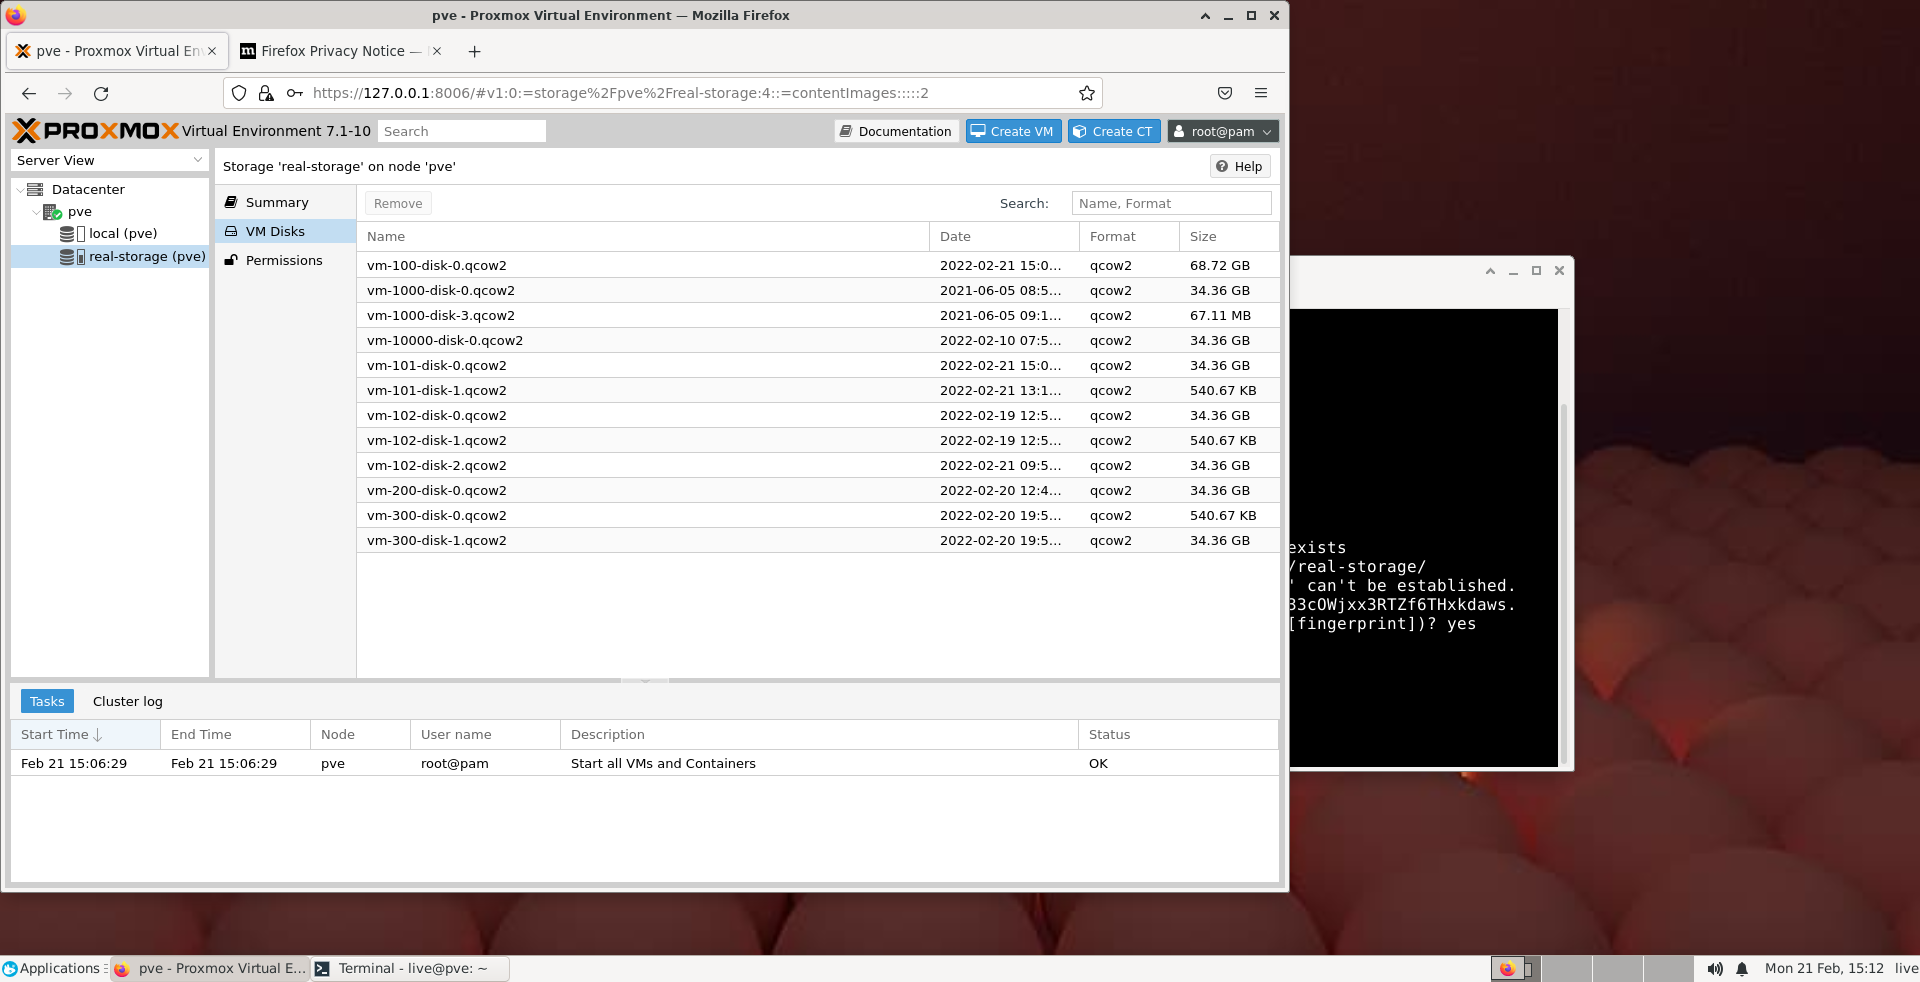 pve - Proxmox Virtual Environment — Mozilla Firefox
pve - Proxmox Virtual En
Firefox Privacy Notice —
https://127.0.0.1:8006/#v1:0:=storage%2Fpve%2Freal-storage:4::=contentImages:::::2
PROXMOX Virtual Environment 7.1-10 Search Documentation Create VM Create CT root@pam
Server View
Datacenter
pve
local (pve)
real-storage (pve)
Storage 'real-storage' on node 'pve' Help
Summary
VM Disks
Permissions
Remove Search: Name, Format
Name Date Format Size
vm-100-disk-0.qcow2 2022-02-21 15:0... qcow2 68.72 GB
vm-1000-disk-0.qcow2 2021-06-05 08:5... qcow2 34.36 GB
vm-1000-disk-3.qcow2 2021-06-05 09:1... qcow2 67.11 MB
vm-10000-disk-0.qcow2 2022-02-10 07:5... qcow2 34.36 GB
vm-101-disk-0.qcow2 2022-02-21 15:0... qcow2 34.36 GB
vm-101-disk-1.qcow2 2022-02-21 13:1... qcow2 540.67 KB
vm-102-disk-0.qcow2 2022-02-19 12:5... qcow2 34.36 GB
vm-102-disk-1.qcow2 2022-02-19 12:5... qcow2 540.67 KB
vm-102-disk-2.qcow2 2022-02-21 09:5... qcow2 34.36 GB
vm-200-disk-0.qcow2 2022-02-20 12:4... qcow2 34.36 GB
vm-300-disk-0.qcow2 2022-02-20 19:5... qcow2 540.67 KB
vm-300-disk-1.qcow2 2022-02-20 19:5... qcow2 34.36 GB
exists
/real-storage/
' can't be established.
33cOWjxx3RTZf6THxkdaws.
[fingerprint])? yes
Tasks Cluster log
Start Time End Time Node User name Description Status
Feb 21 15:06:29 Feb 21 15:06:29 pve root@pam Start all VMs and Containers OK
Applications pve - Proxmox Virtual E... Terminal - live@pve: ~ Mon 21 Feb, 15:12 live